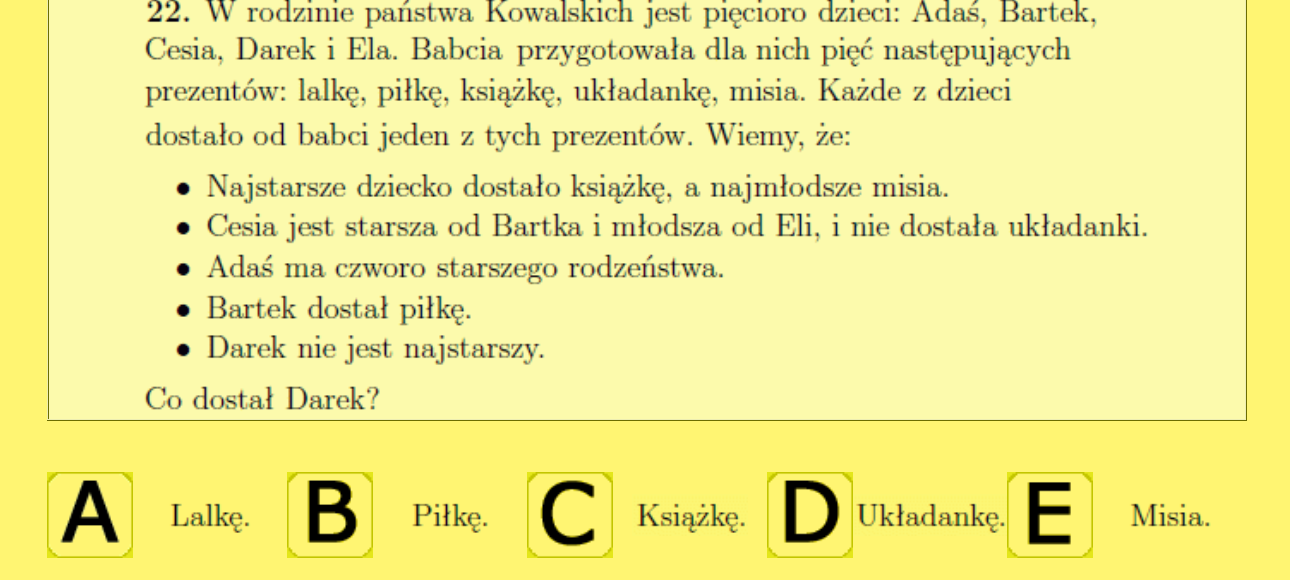 22. W rodzinie państwa Kowalskich jest pięcioro dzieci: Adaś, Bartek,
Cesia, Darek i Ela. Babcia przygotowała dla nich pięć następujących
prezentów: lalkę, piłkę, książkę, układankę, misia. Każde z dzieci
dostało od babci jeden z tych prezentów. Wiemy, że:
• Najstarsze dziecko dostało książkę, a najmłodsze misia.
• Cesia jest starsza od Bartka i młodsza od Eli, i nie dostała układanki.
• Adaś ma czworo starszego rodzeństwa.
• Bartek dostał piłkę.
• Darek nie jest najstarszy.
Co dostał Darek?
A Lalkę. B Piłkę. C Książkę. D Układankę. E Misia.